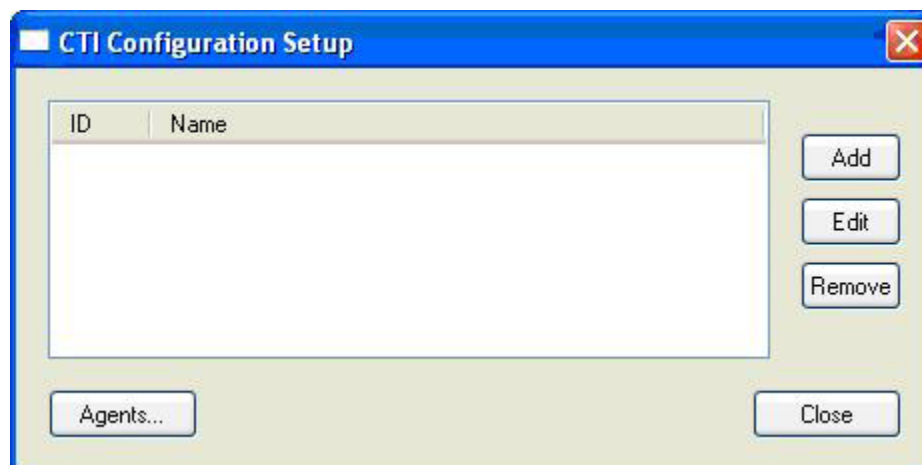 CTI Configuration Setup
ID Name
Add
Edit
Remove
Agents...
Close